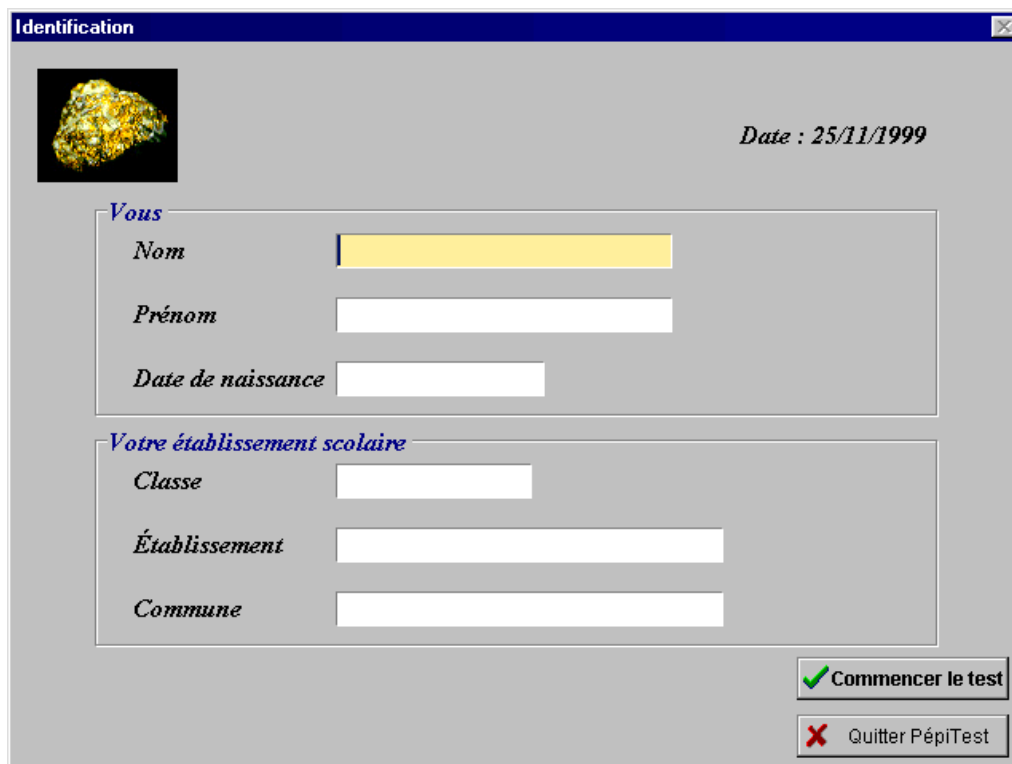 Identification
Date : 25/11/1999
Vous
Nom
Prénom
Date de naissance
Votre établissement scolaire
Classe
Établissement
Commune
Commencer le test
Quitter PépiTest